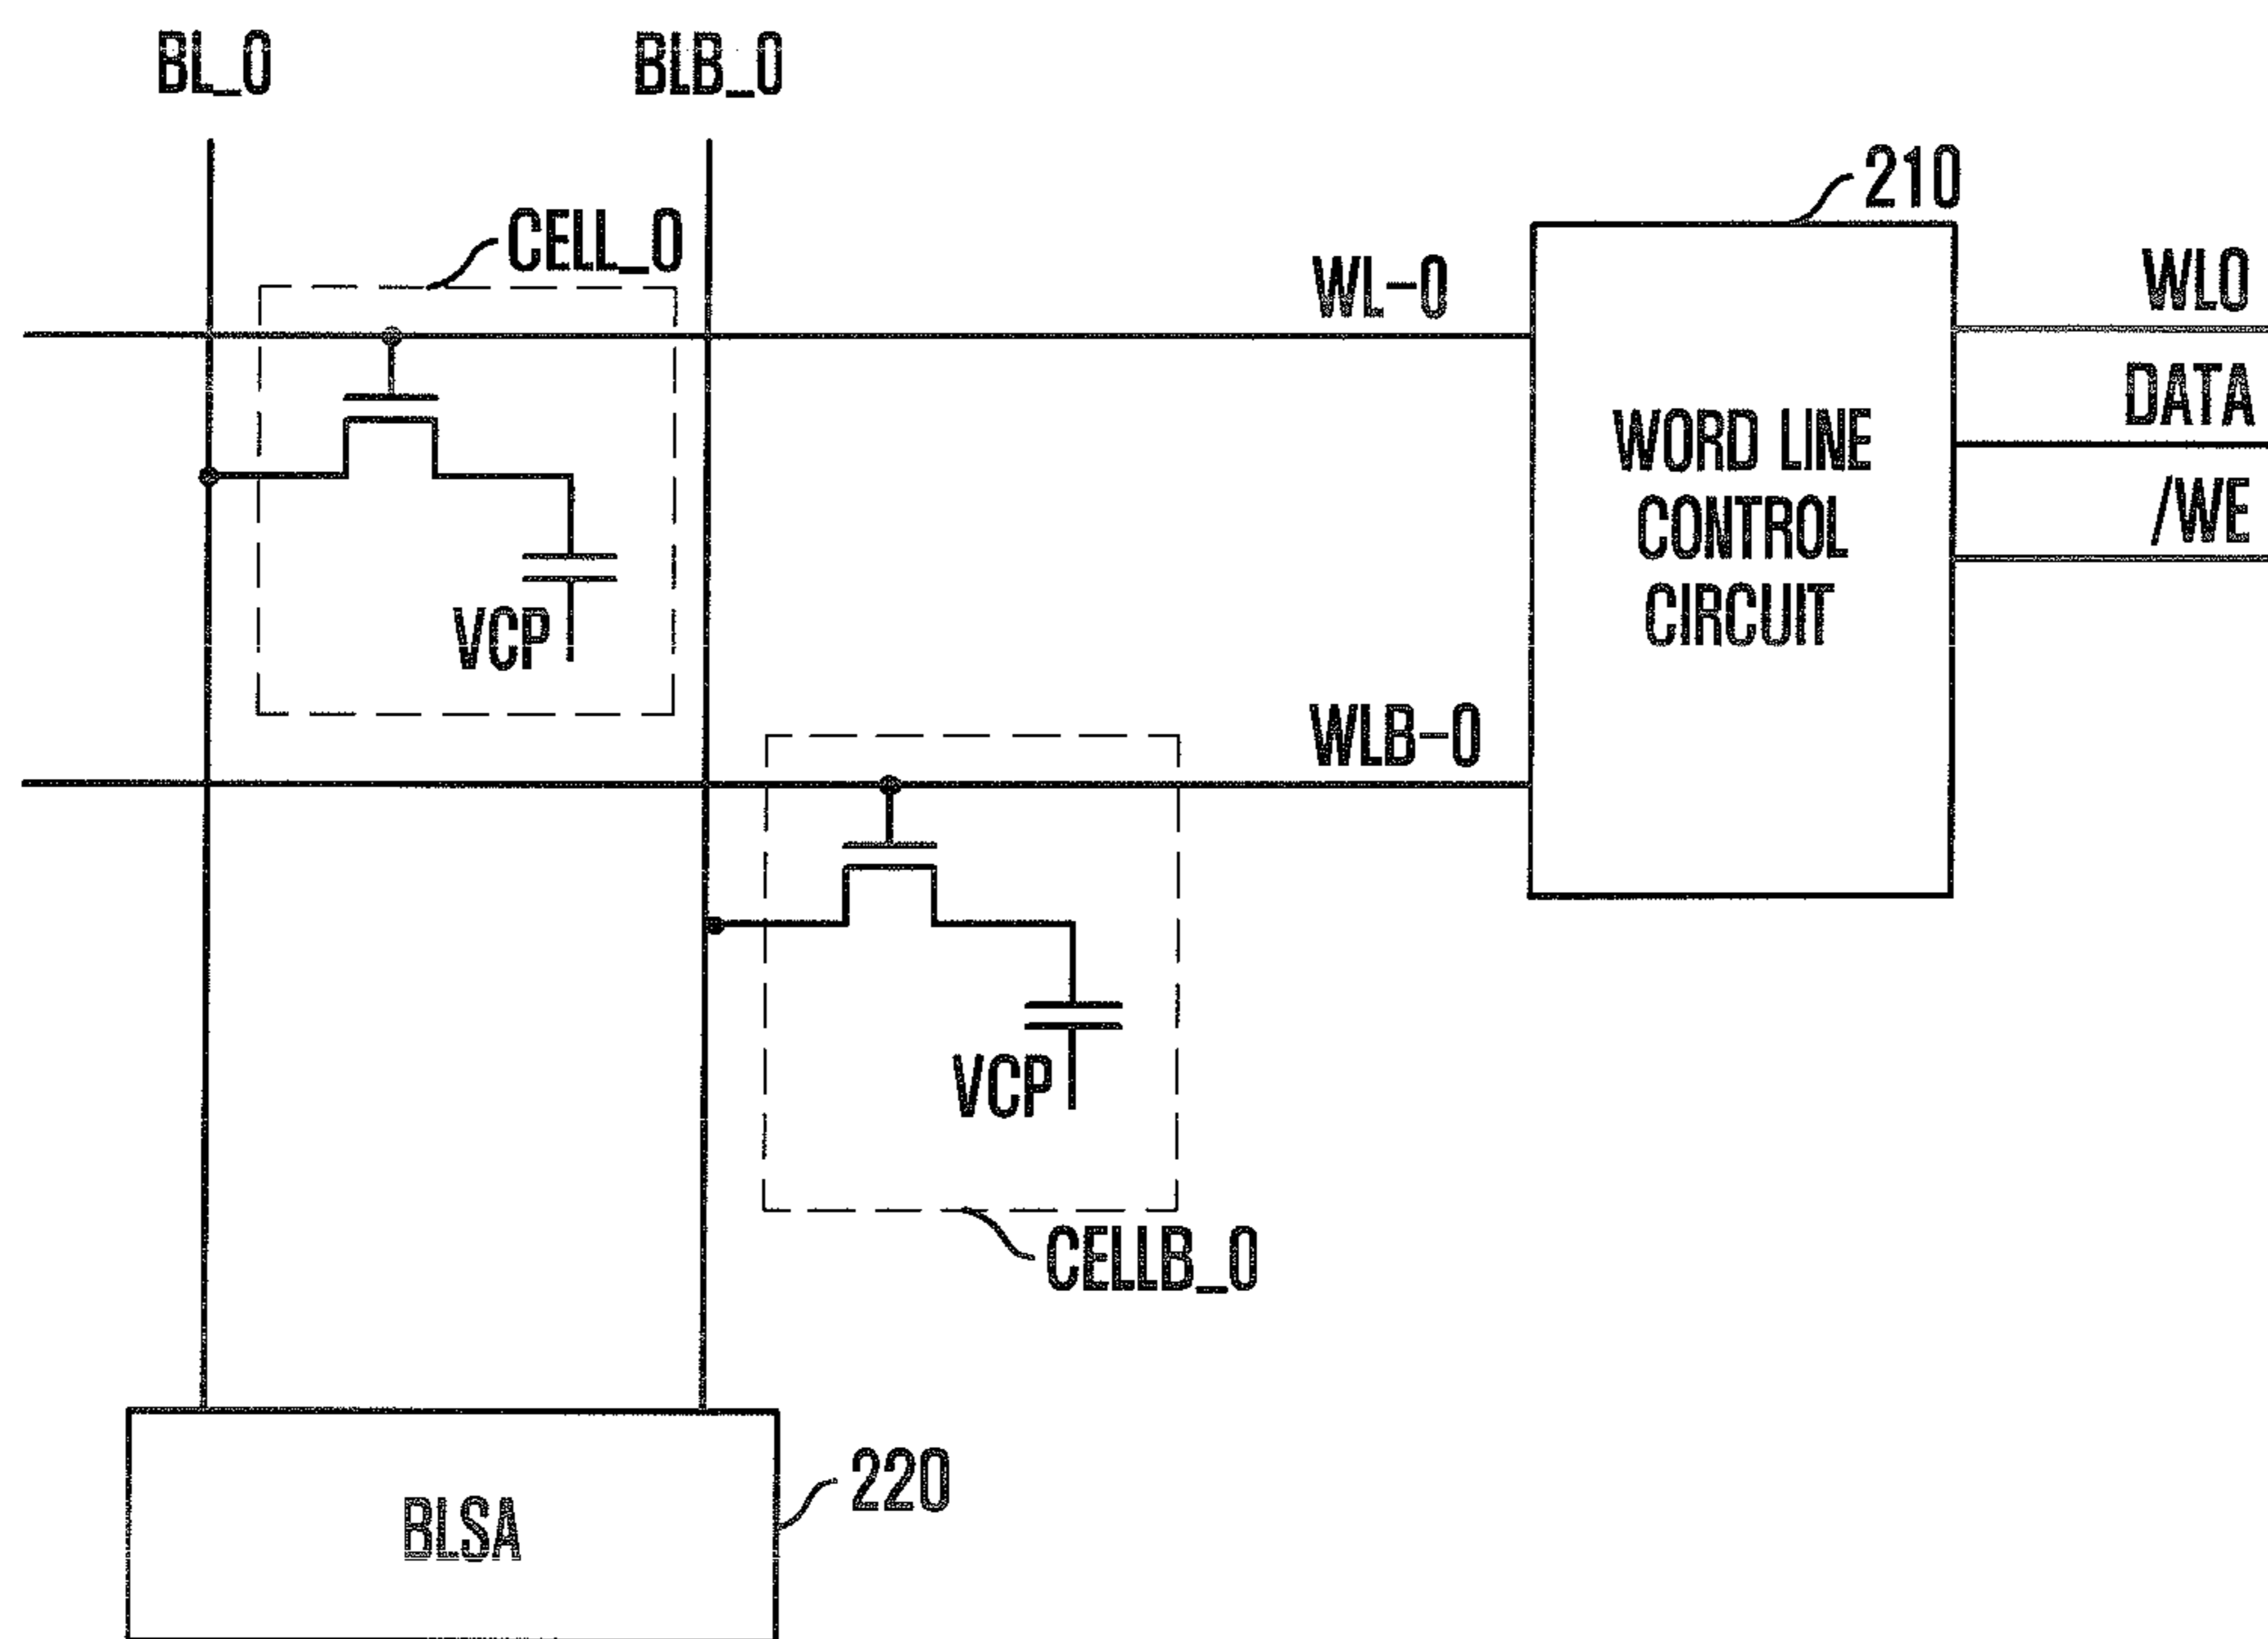 BL_0
BLB_0
210
CELL_0
WL-0
WL0
DATA
WORD LINE
CONTROL
CIRCUIT
/WE
VCP
WLB-0
VCP
CELLB_0
220
BLSA